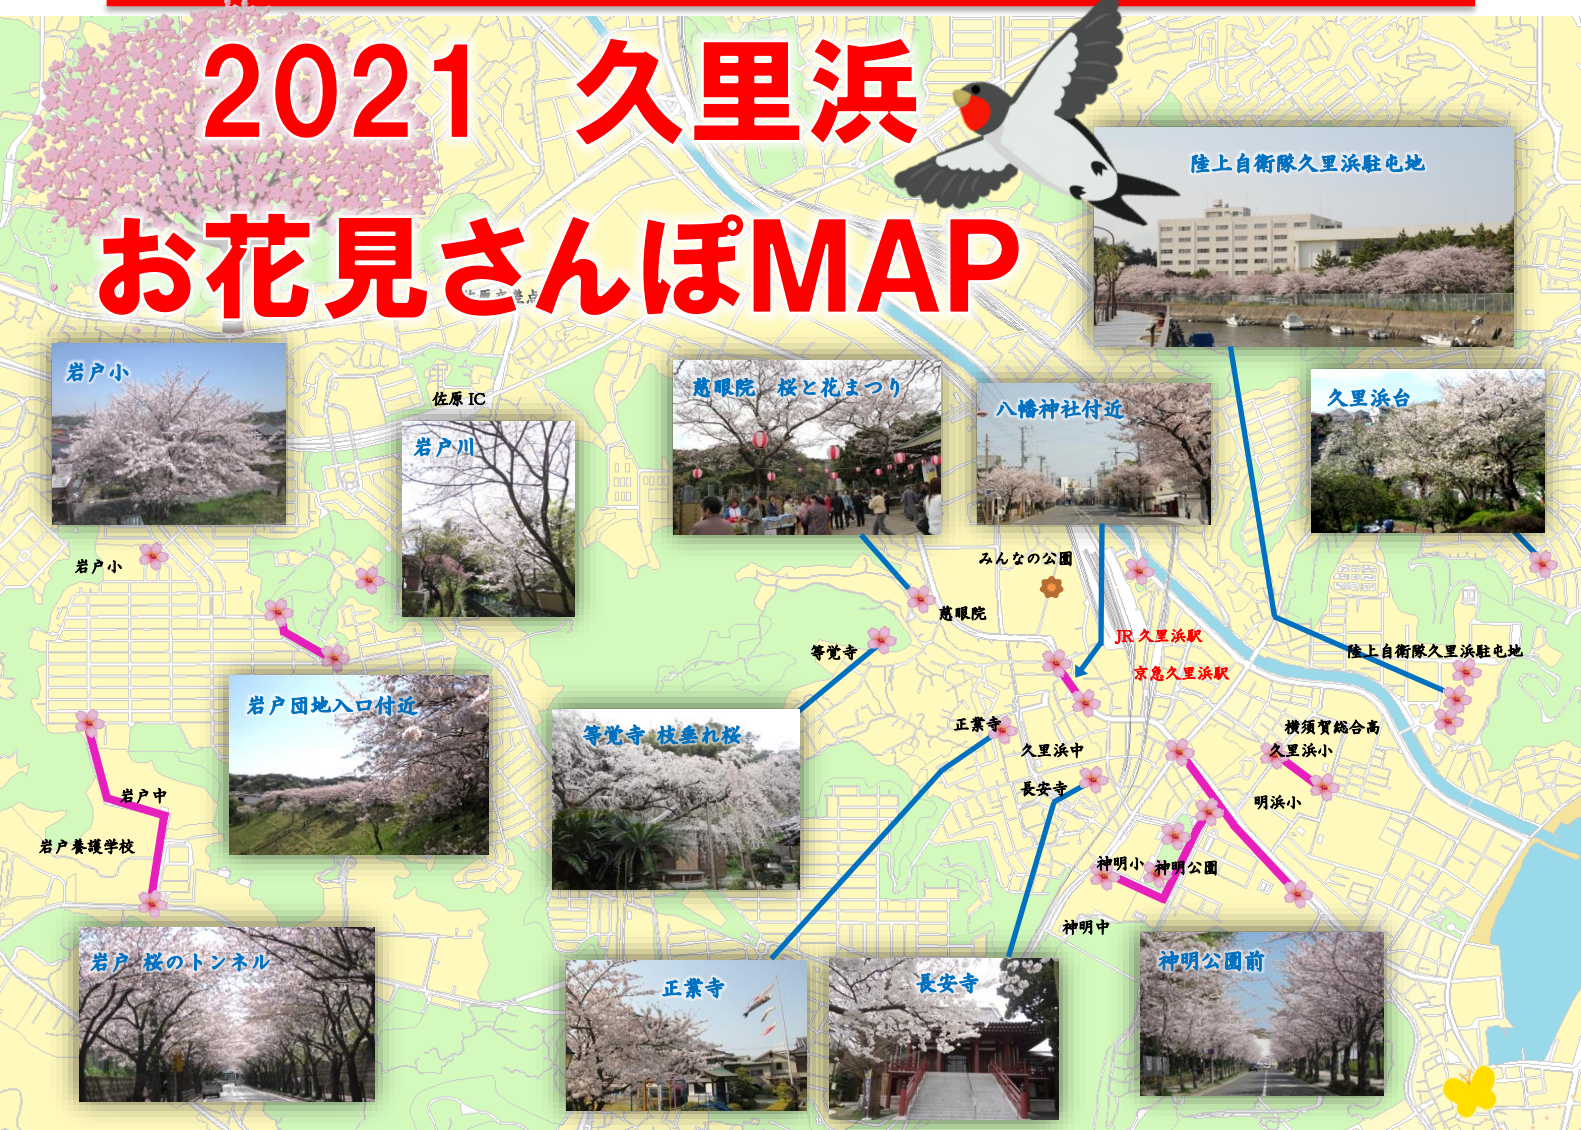 2021 久里浜
お花見さんぽMAP
陸上自衛隊久里浜駐屯地
岩戸小
佐原 IC
岩戸川
慈眼院 桜と花まつり
八幡神社付近
久里浜台
岩戸小
みんなの公園
慈眼院
等覚寺
JR 久里浜駅
京急久里浜駅
陸上自衛隊久里浜駐屯地
岩戸団地入口付近
等覚寺 枝垂れ桜
正業寺
久里浜中
長安寺
横須賀総合高
久里浜小
明浜小
岩戸中
岩戸養護学校
神明小
神明公園
神明中
岩戸 桜のトンネル
正業寺
長安寺
神明公園前